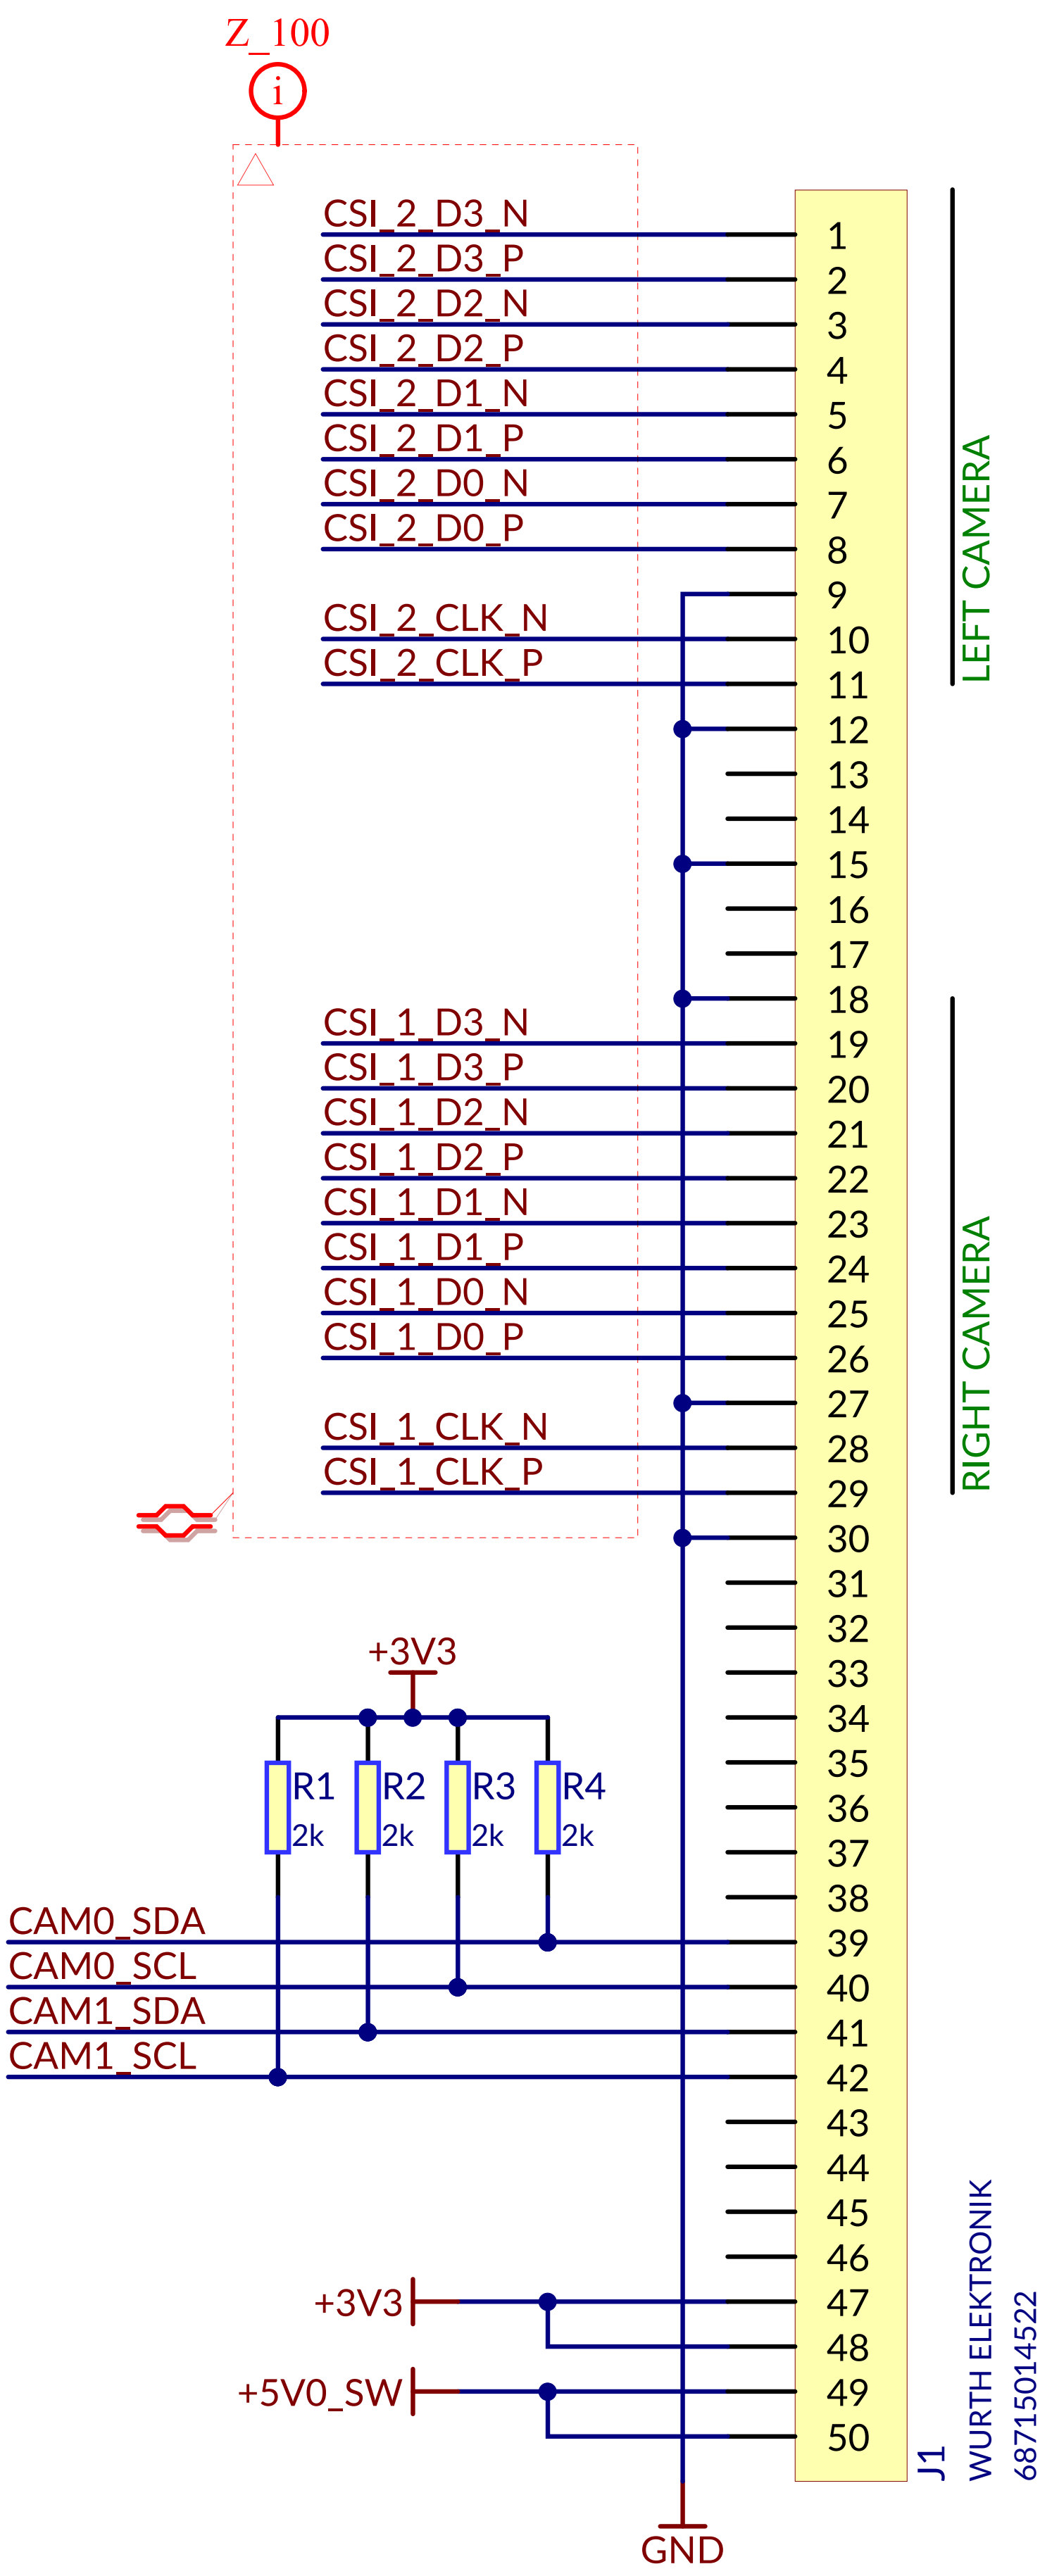 Z_100
i
CSI_2_D3_N 1
CSI_2_D3_P 2
CSI_2_D2_N 3
CSI_2_D2_P 4
CSI_2_D1_N 5
CSI_2_D1_P 6
CSI_2_D0_N 7
CSI_2_D0_P 8
9
CSI_2_CLK_N 10
CSI_2_CLK_P 11
LEFT CAMERA
12
13
14
15
16
17
18
CSI_1_D3_N 19
CSI_1_D3_P 20
CSI_1_D2_N 21
CSI_1_D2_P 22
CSI_1_D1_N 23
CSI_1_D1_P 24
CSI_1_D0_N 25
CSI_1_D0_P 26
27
CSI_1_CLK_N 28
CSI_1_CLK_P 29
RIGHT CAMERA
30
31
32
33
+3V3
34
35
R1 R2 R3 R4
36
2k 2k 2k 2k
37
38
CAM0_SDA 39
CAM0_SCL 40
CAM1_SDA 41
CAM1_SCL 42
43
44
45
46
+3V3 47
48
+5V0_SW 49
50
J1
WURTH ELEKTRONIK
68715014522
GND